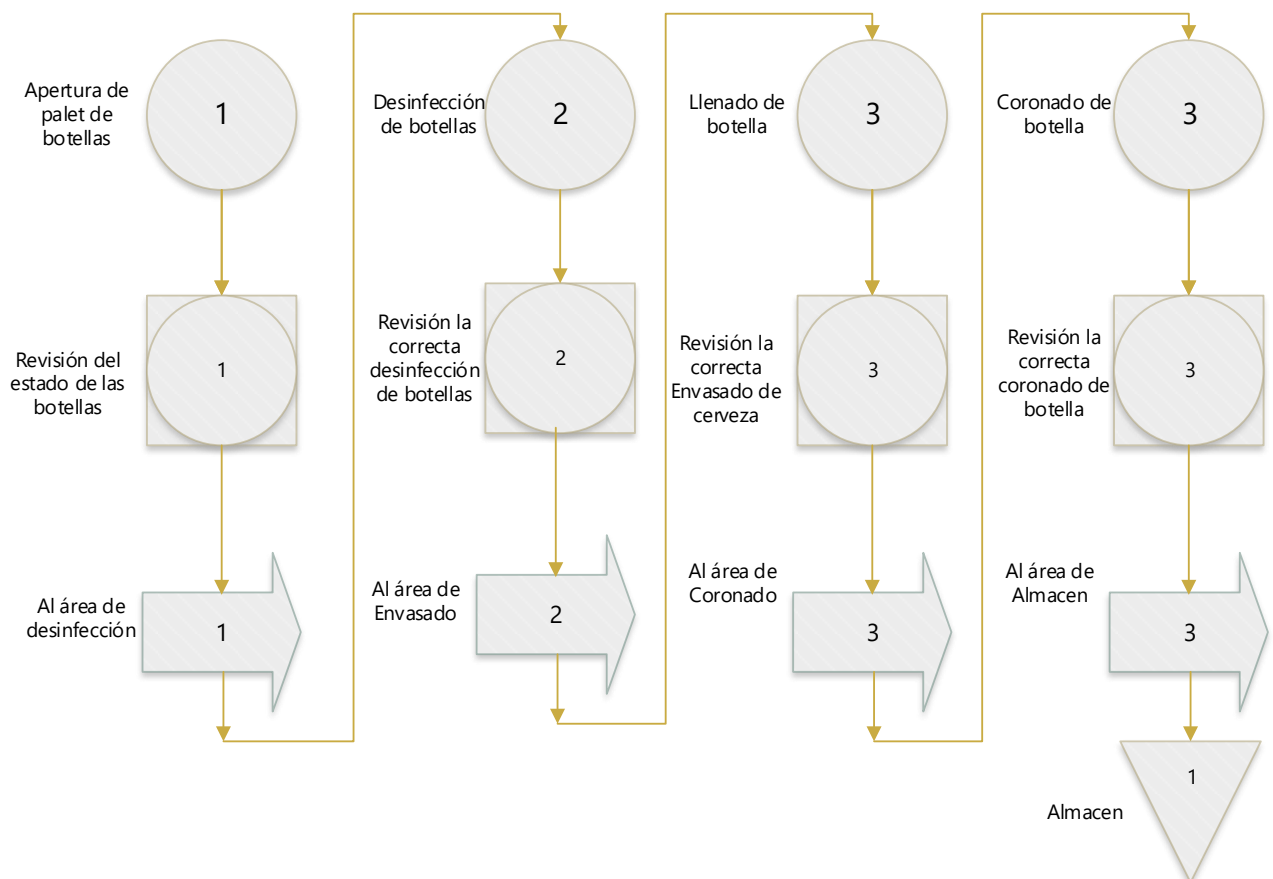 Apertura de
palet de
botellas
1
Revisión del
estado de las
botellas
1
Al área de
desinfección
1
Desinfección
de botellas
2
Revisión la
correcta
desinfección
de botellas
2
Al área de
Envasado
2
Llenado de
botella
3
Revisión la
correcta
Envasado de
cerveza
3
Al área de
Coronado
3
Coronado de
botella
3
Revisión la
correcta
coronado de
botella
3
Al área de
Almacen
3
Almacen
1